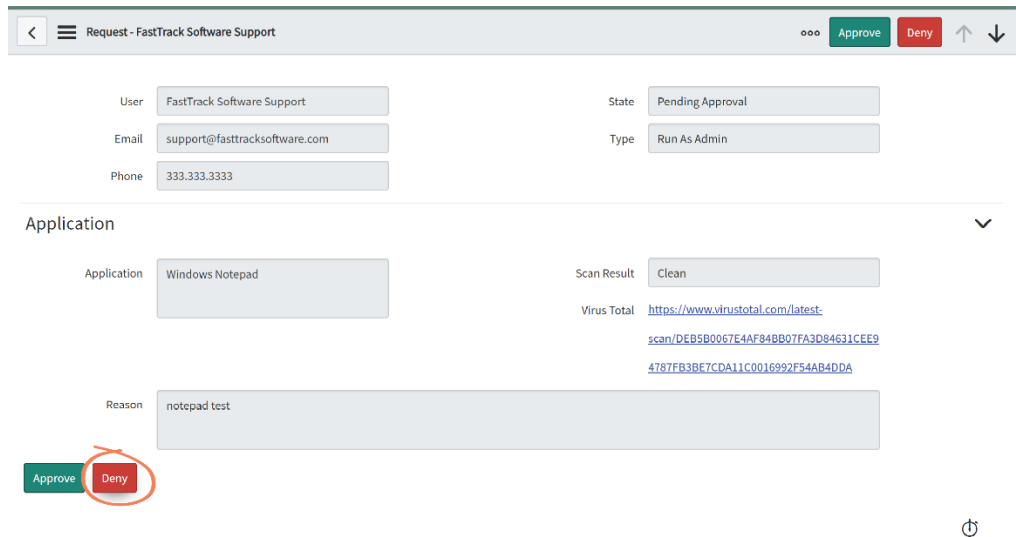 Request - FastTrack Software Support
Approve
Deny
User
FastTrack Software Support
State
Pending Approval
Email
support@fasttracksoftware.com
Type
Run As Admin
Phone
333.333.3333
Application
Application
Windows Notepad
Scan Result
Clean
Virus Total
https://www.virustotal.com/latest-
scan/DEB5B0067E4AF84BB07FA3D84631CEE9
4787FB3BE7CDA11C0016992F54AB4DDA
Reason
notepad test
Approve
Deny